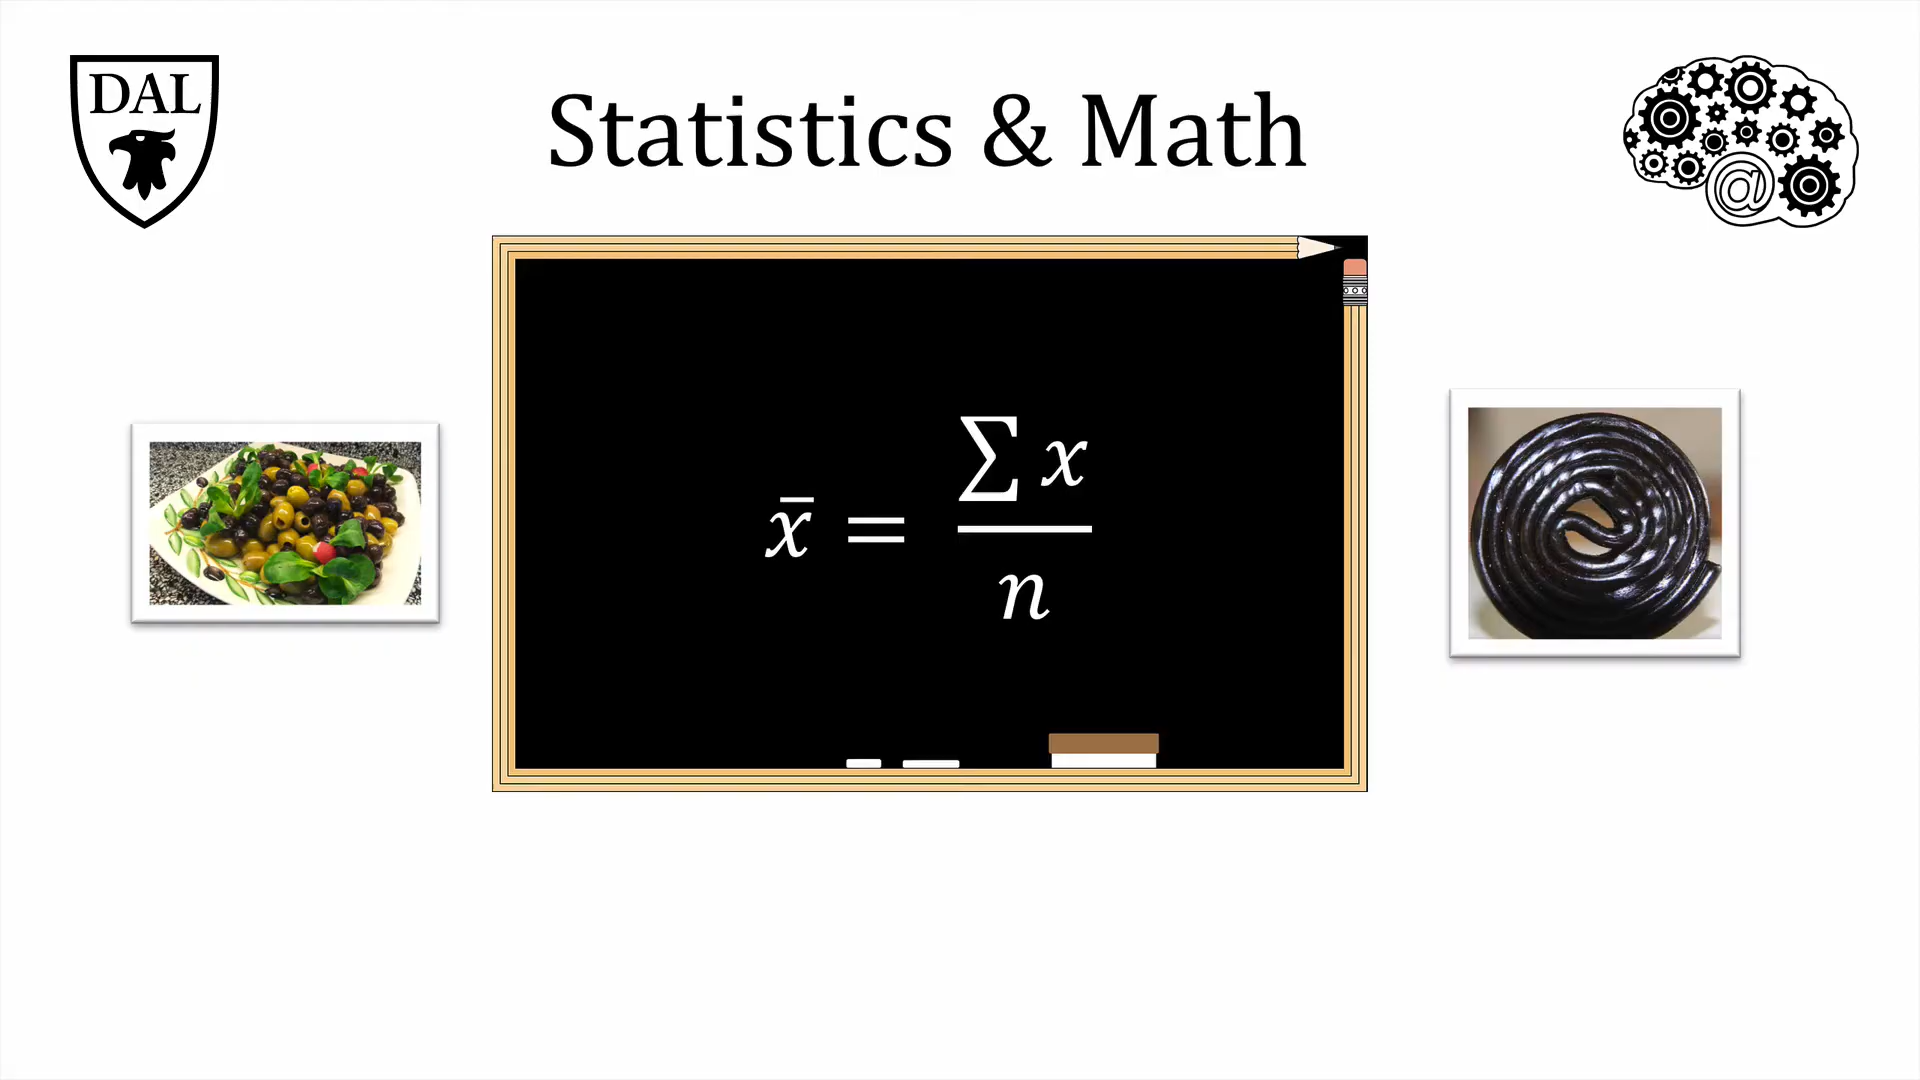 DAL
Statistics & Math
@
x̄ = ∑ x / n